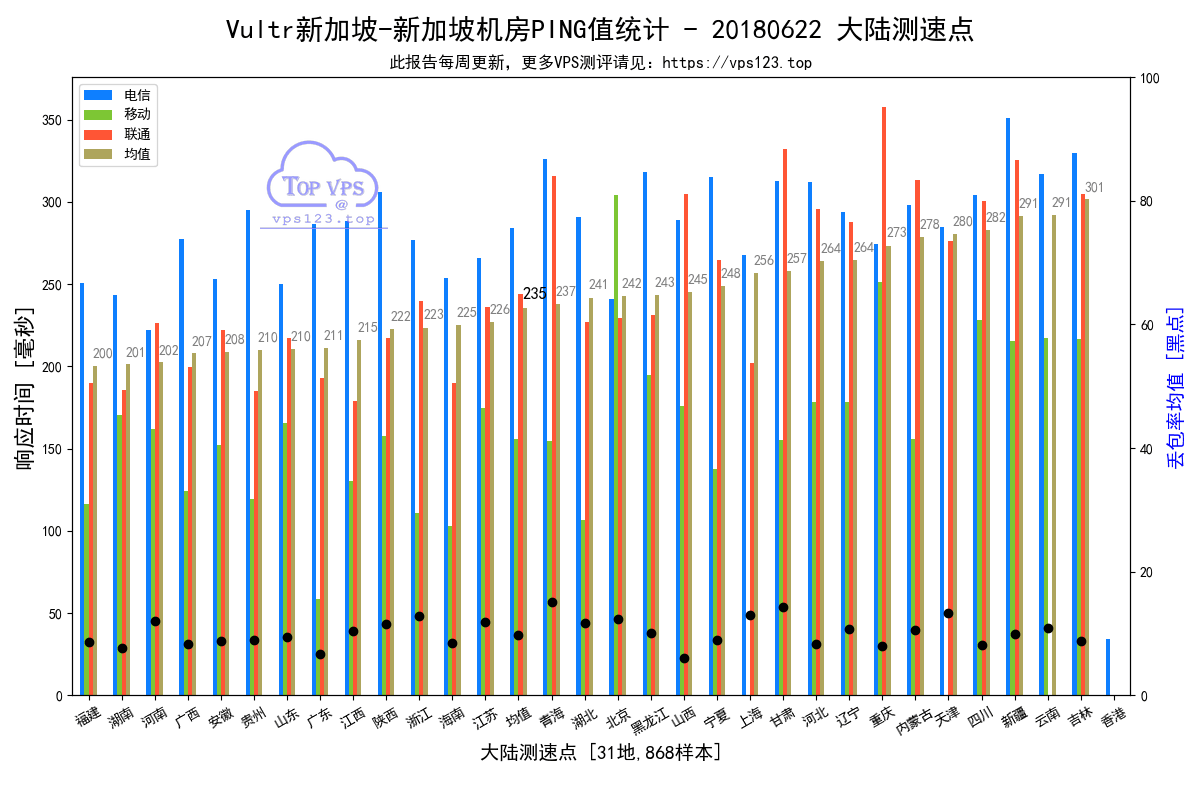 Vultr新加坡-新加坡机房PING值统计 - 20180622 大陆测速点
此报告每周更新，更多VPS测评请见：https://vps123.top
电信
移动
联通
均值
TOP VPS
@
vps123.top
响应时间 [毫秒]
350
300
250
200
150
100
50
0
100
80
60
40
20
0
丢包率均值 [黑点]
200 201 202 207 208 210 210 211 215 222 223 225 226 235 237 241 242 243 245 248 256 257 264 264 273 278 280 282 291 291 301
福建 湖南 河南 广西 安徽 贵州 山东 广东 江西 陕西 浙江 海南 江苏 均值 青海 湖北 北京 黑龙江 山西 宁夏 上海 甘肃 河北 辽宁 重庆 内蒙古 天津 四川 新疆 云南 吉林 香港
大陆测速点 [31地,868样本]